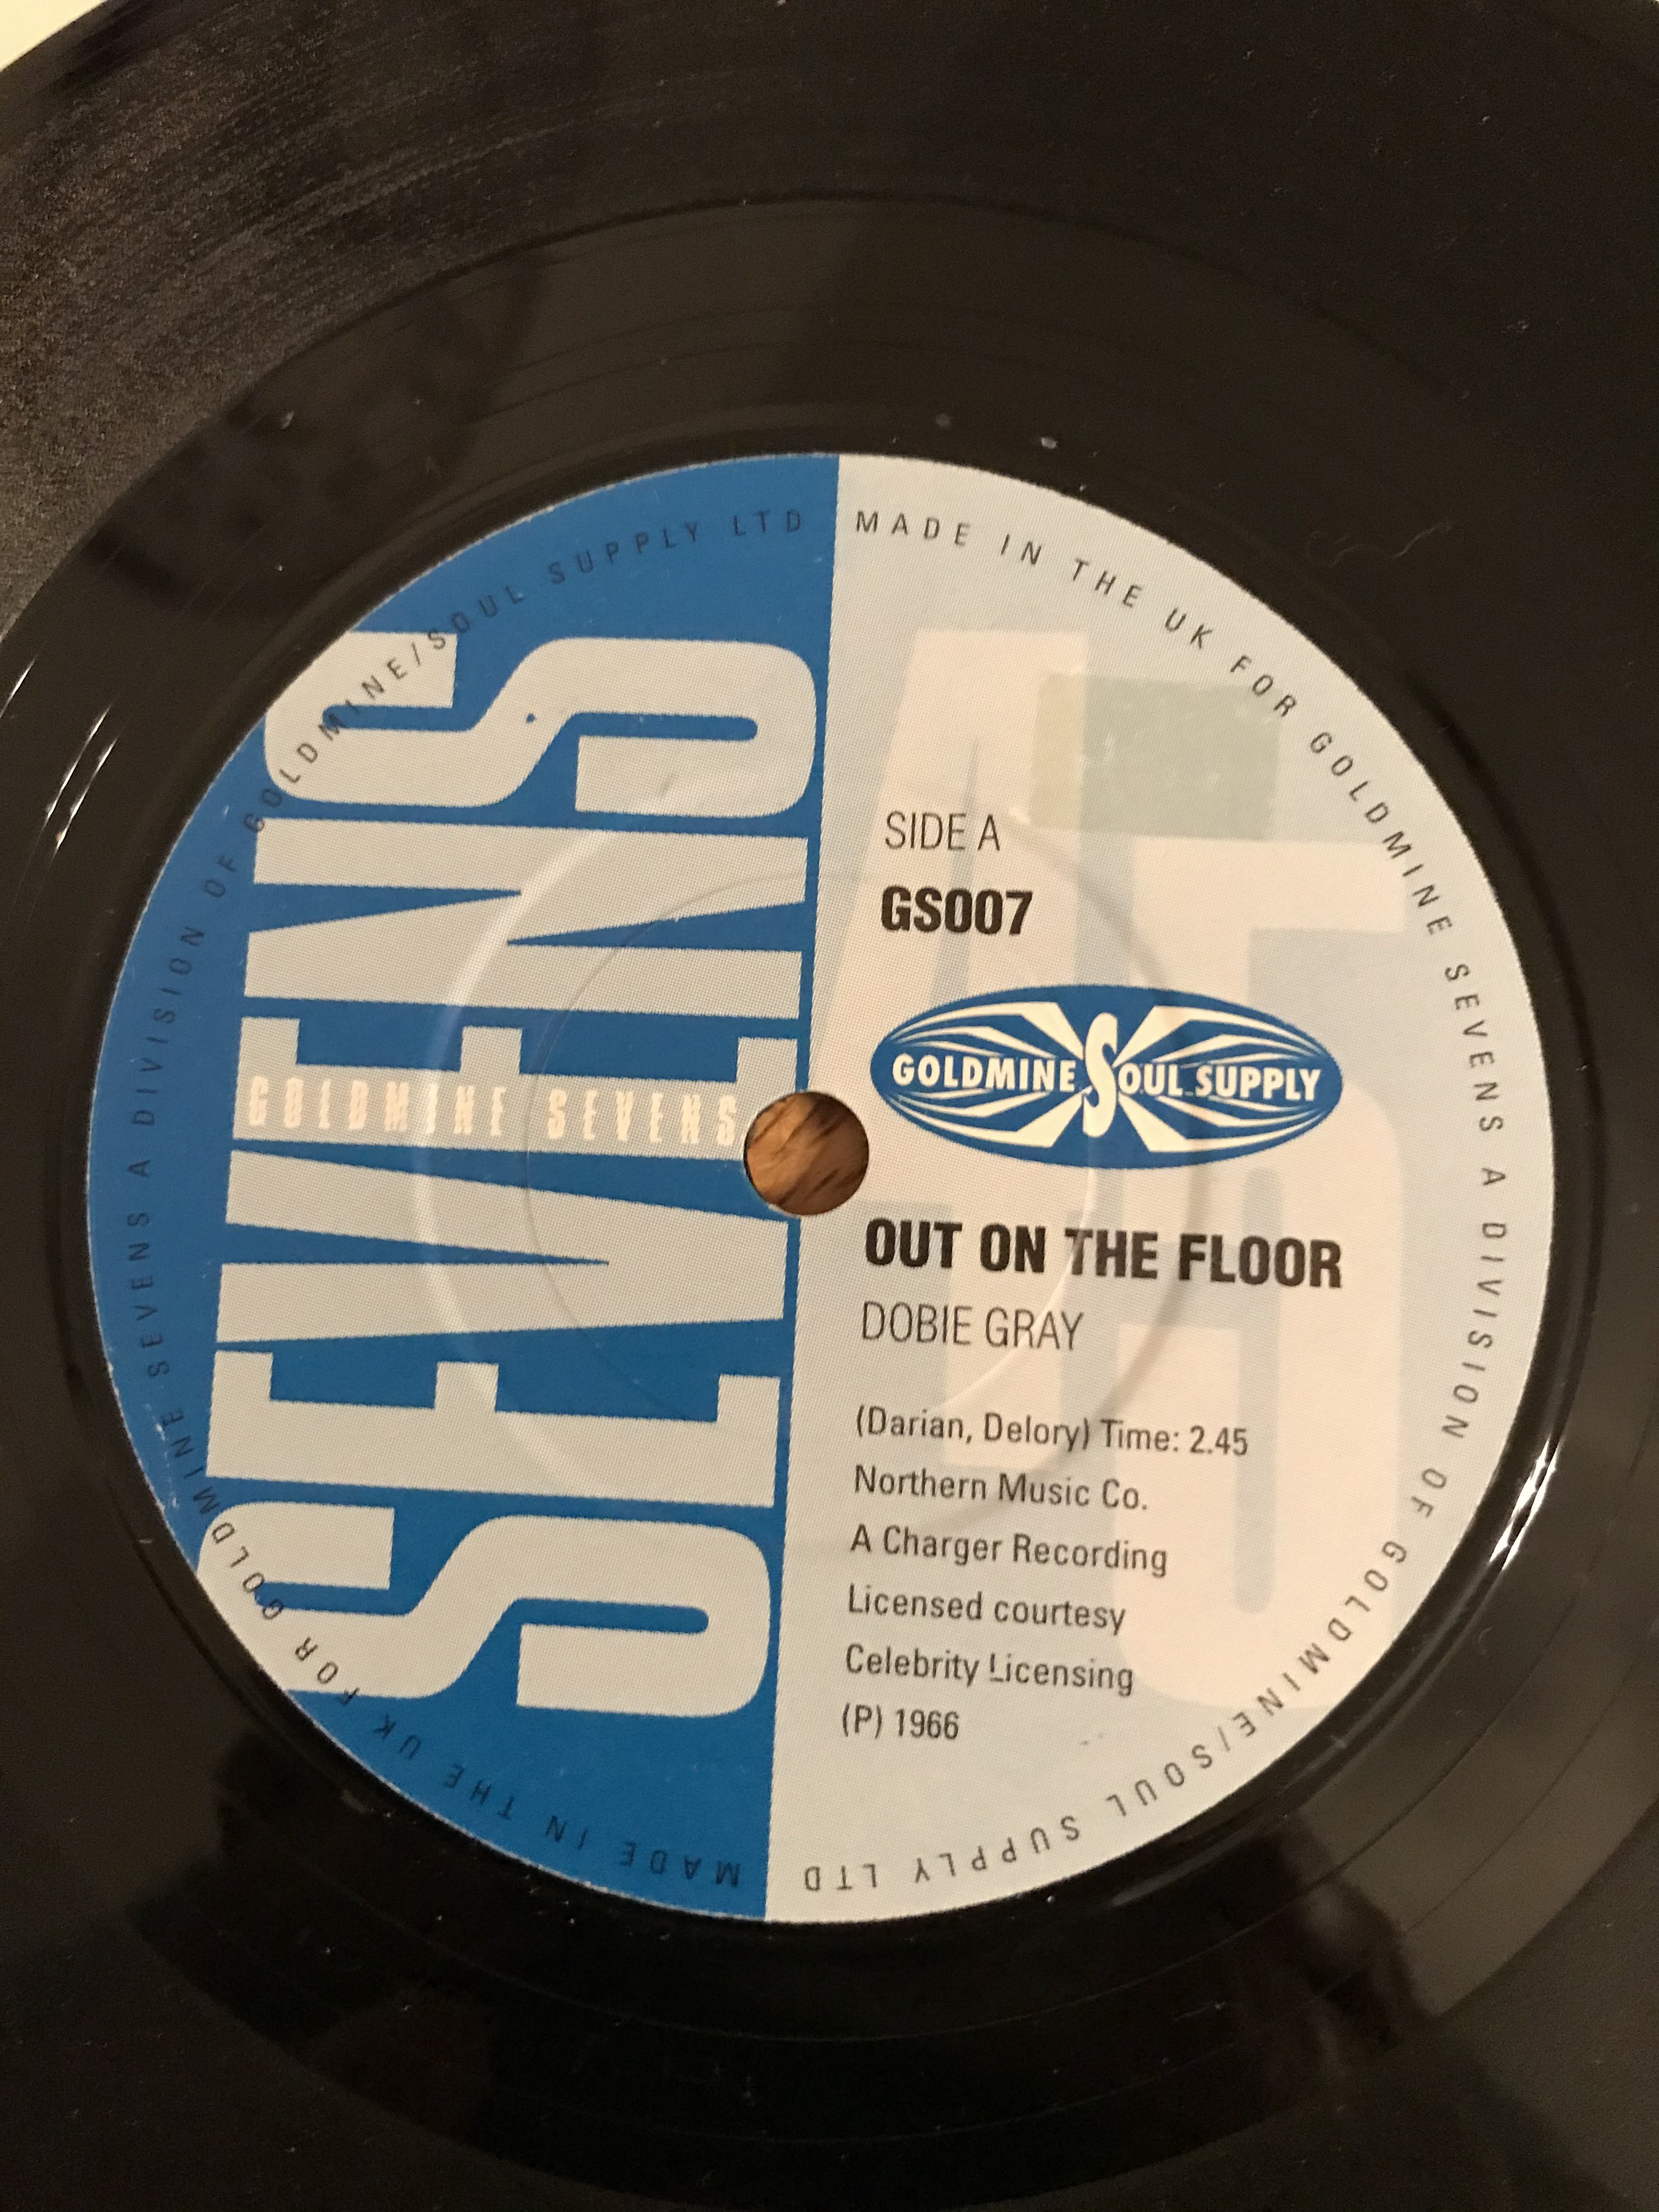 SEVENS
GOLDMINE SEVENS
SIDE A
GS007
GOLDMINE SOUL SUPPLY
OUT ON THE FLOOR
DOBIE GRAY
(Darian, Delory) Time: 2.45
Northern Music Co.
A Charger Recording
Licensed courtesy
Celebrity Licensing
(P) 1966
45
MADE IN THE UK FOR GOLDMINE SEVENS A DIVISION OF GOLDMINE/SOUL SUPPLY LTD
MADE IN THE UK FOR GOLDMINE SEVENS A DIVISION OF GOLDMINE/SOUL SUPPLY LTD